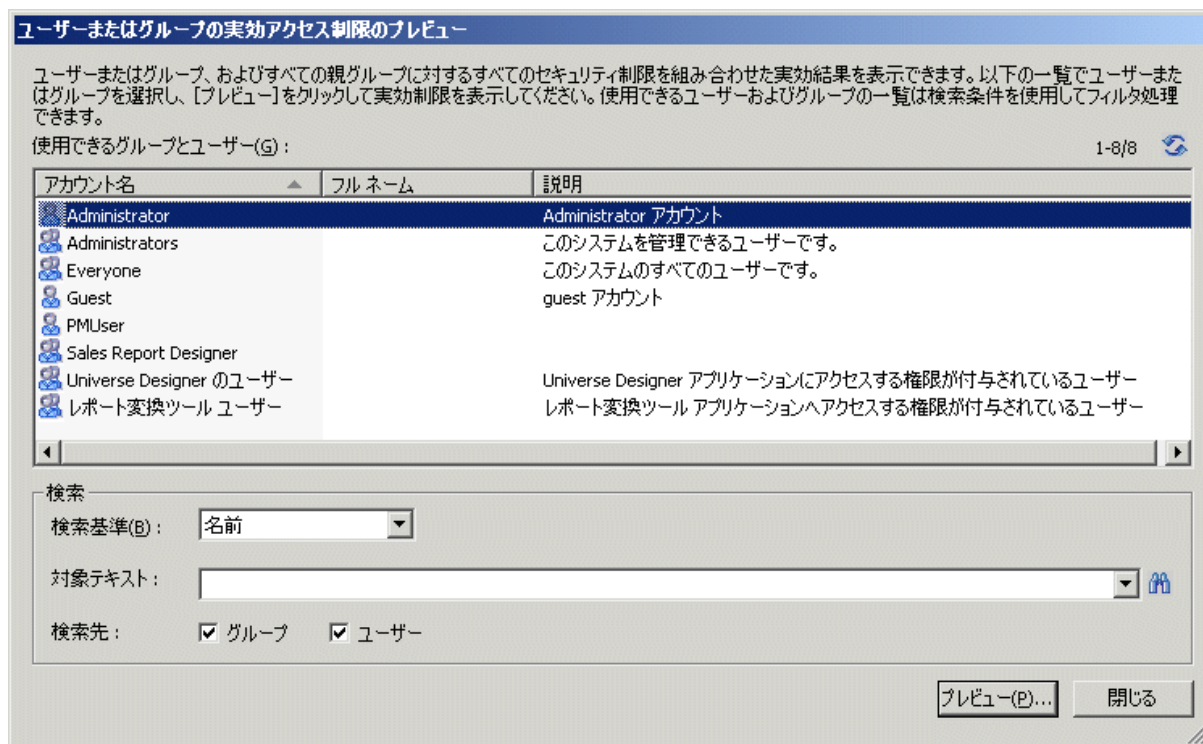 ユーザーまたはグループの実効アクセス制限のプレビュー
ユーザーまたはグループ、およびすべての親グループに対するすべてのセキュリティ制限を組み合わせた実効結果を表示できます。以下の一覧でユーザーまた
はグループを選択し、[プレビュー]をクリックして実効制限を表示してください。使用できるユーザーおよびグループの一覧は検索条件を使用してフィルタ処理
できます。
使用できるグループとユーザー(G): 1-8/8
アカウント名 フル ネーム 説明
Administrator Administrator アカウント
Administrators このシステムを管理できるユーザーです。
Everyone このシステムのすべてのユーザーです。
Guest guest アカウント
PMUser
Sales Report Designer
Universe Designer のユーザー Universe Designer アプリケーションにアクセスする権限が付与されているユーザー
レポート変換ツール ユーザー レポート変換ツール アプリケーションへアクセスする権限が付与されているユーザー
検索
検索基準(B): 名前
対象テキスト:
検索先: グループ ユーザー
プレビュー(P)... 閉じる